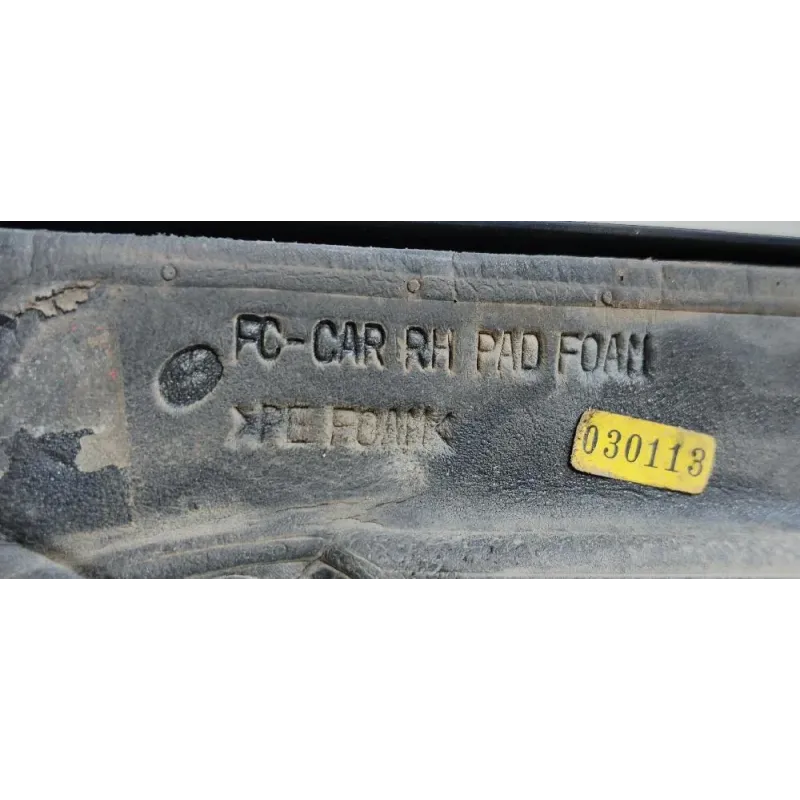 FC-CAR RH PAD FOAM
>PE FOAM<
030113